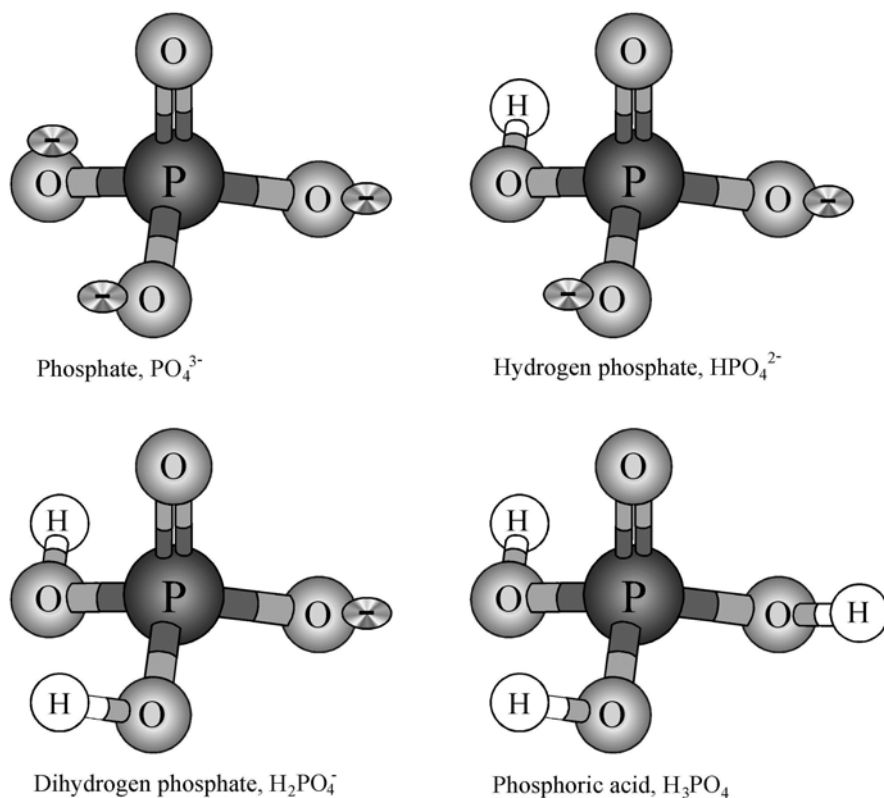 O O
H
O P O O P O
O O
Phosphate, PO₄³⁻ Hydrogen phosphate, HPO₄²⁻
O O
H H
O P O O P O H
H O H O
Dihydrogen phosphate, H₂PO₄⁻ Phosphoric acid, H₃PO₄